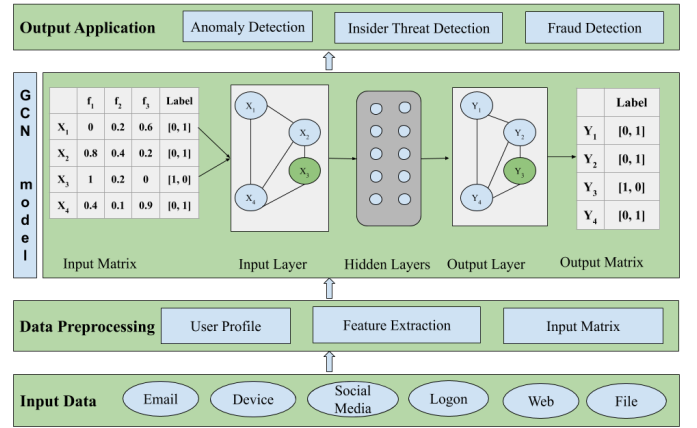 Output Application
Anomaly Detection
Insider Threat Detection
Fraud Detection
GCN model
f1 f2 f3 Label
X1 0 0.2 0.6 [0, 1]
X2 0.8 0.4 0.2 [0, 1]
X3 1 0.2 0 [1, 0]
X4 0.4 0.1 0.9 [0, 1]
Input Matrix
X1
X2
X3
X4
Input Layer
Hidden Layers
Y1
Y2
Y3
Y4
Output Layer
Label
Y1 [0, 1]
Y2 [0, 1]
Y3 [1, 0]
Y4 [0, 1]
Output Matrix
Data Preprocessing
User Profile
Feature Extraction
Input Matrix
Input Data
Email
Device
Social
Media
Logon
Web
File